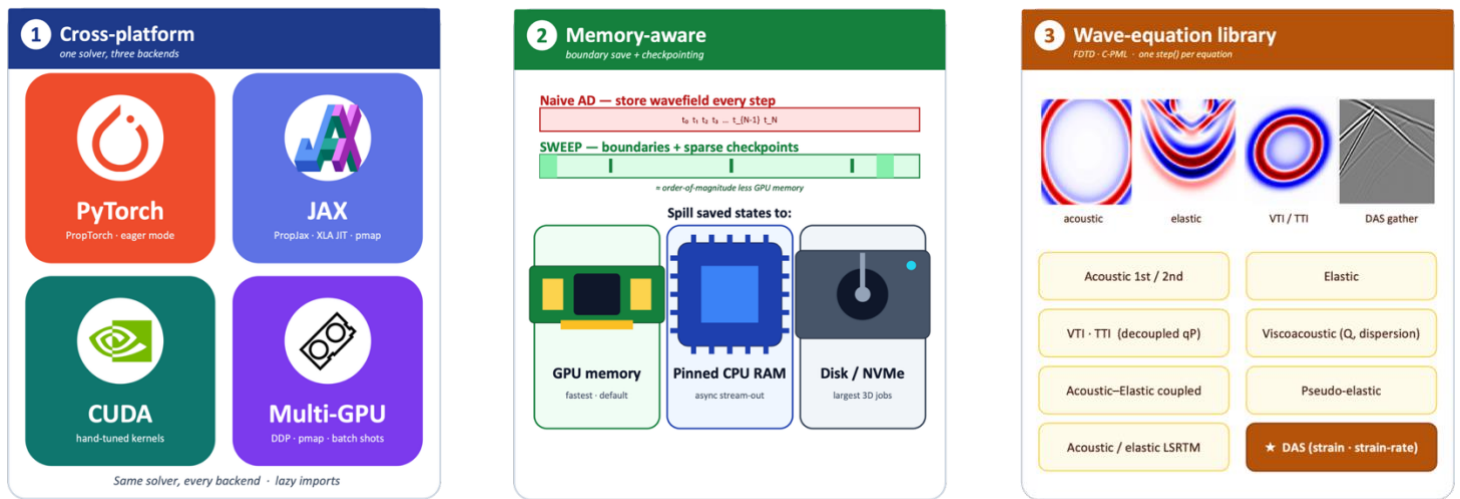 1 Cross-platform
one solver, three backends
PyTorch
PropTorch · eager mode
JAX
PropJax · XLA JIT · pmap
CUDA
hand-tuned kernels
Multi-GPU
DDP · pmap · batch shots
Same solver, every backend · lazy imports
2 Memory-aware
boundary save + checkpointing
Naive AD — store wavefield every step
t₀ t₁ t₂ t₃ … t_{N-1} t_N
SWEEP — boundaries + sparse checkpoints
≈ order-of-magnitude less GPU memory
Spill saved states to:
GPU memory
fastest · default
Pinned CPU RAM
async stream-out
Disk / NVMe
largest 3D jobs
3 Wave-equation library
FDTD · C-PML · one step() per equation
acoustic
elastic
VTI / TTI
DAS gather
Acoustic 1st / 2nd
Elastic
VTI · TTI (decoupled qP)
Viscoacoustic (Q, dispersion)
Acoustic–Elastic coupled
Pseudo-elastic
Acoustic / elastic LSRTM
★ DAS (strain · strain-rate)